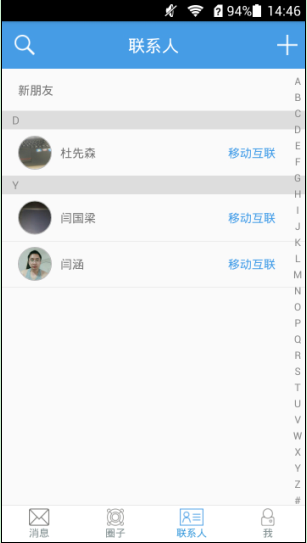 94% 14:46
联系人
新朋友
D
杜先森 移动互联
Y
闫国梁 移动互联
闫涵 移动互联
A
B
C
D
E
F
G
H
I
J
K
L
M
N
O
P
Q
R
S
T
U
V
W
X
Y
Z
#
消息 圈子 联系人 我